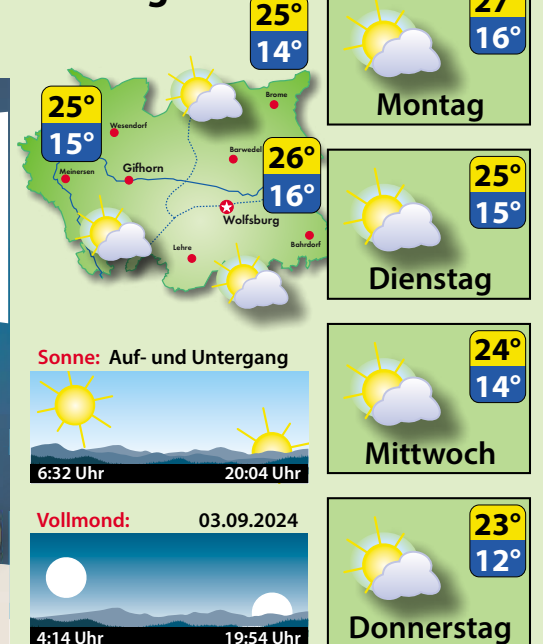 25°
14°
25°
15°
Brome
Wesendorf
Barwedel
26°
16°
Meinersen
Gifhorn
Wolfsburg
Lehre
Bahrdorf
Sonne: Auf- und Untergang
6:32 Uhr 20:04 Uhr
Vollmond: 03.09.2024
4:14 Uhr 19:54 Uhr
27°
16°
Montag
25°
15°
Dienstag
24°
14°
Mittwoch
23°
12°
Donnerstag